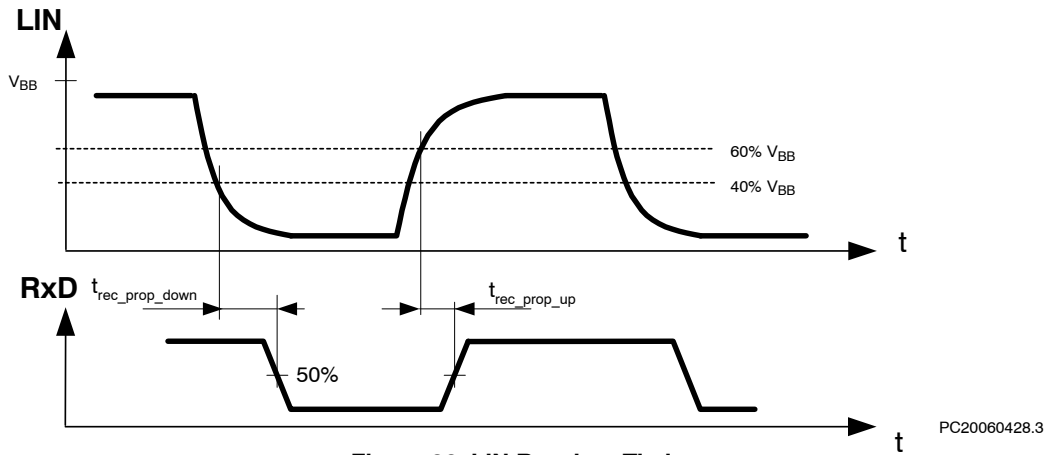 LIN
VBB
60% VBB
40% VBB
t
RxD
trec_prop_down
trec_prop_up
50%
t
PC20060428.3